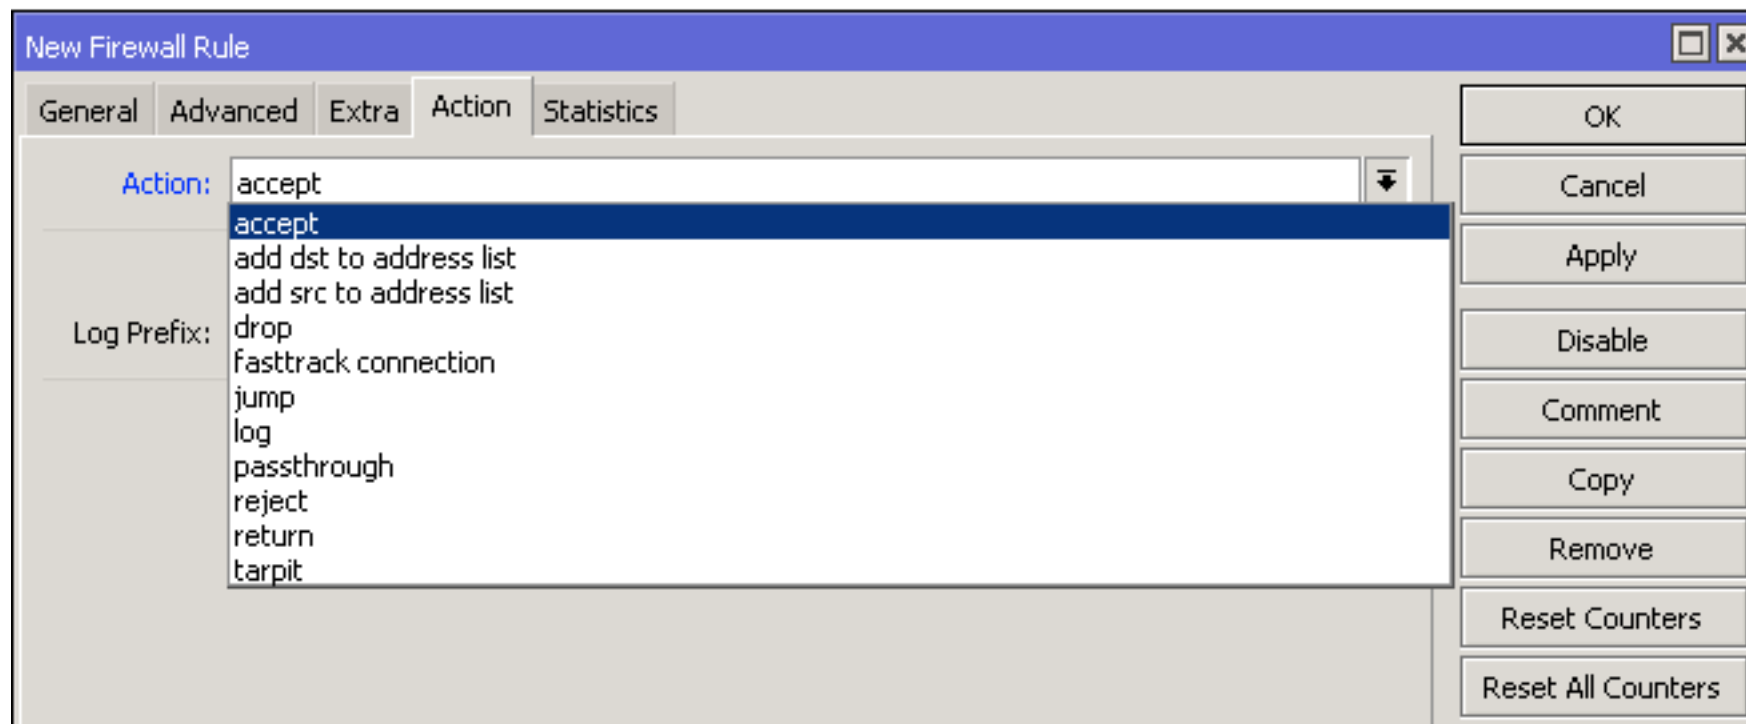 New Firewall Rule
General Advanced Extra Action Statistics
Action: accept
accept
add dst to address list
add src to address list
Log Prefix: drop
fasttrack connection
jump
log
passthrough
reject
return
tarpit
OK
Cancel
Apply
Disable
Comment
Copy
Remove
Reset Counters
Reset All Counters